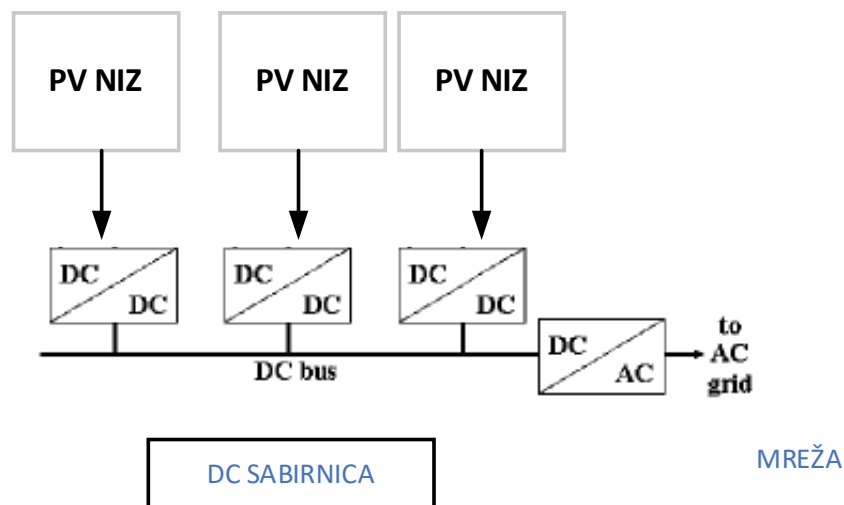 PV NIZ
PV NIZ
PV NIZ
DC
DC
DC
DC
DC
DC
DC
AC
to
AC
grid
DC bus
DC SABIRNICA
MREŽA